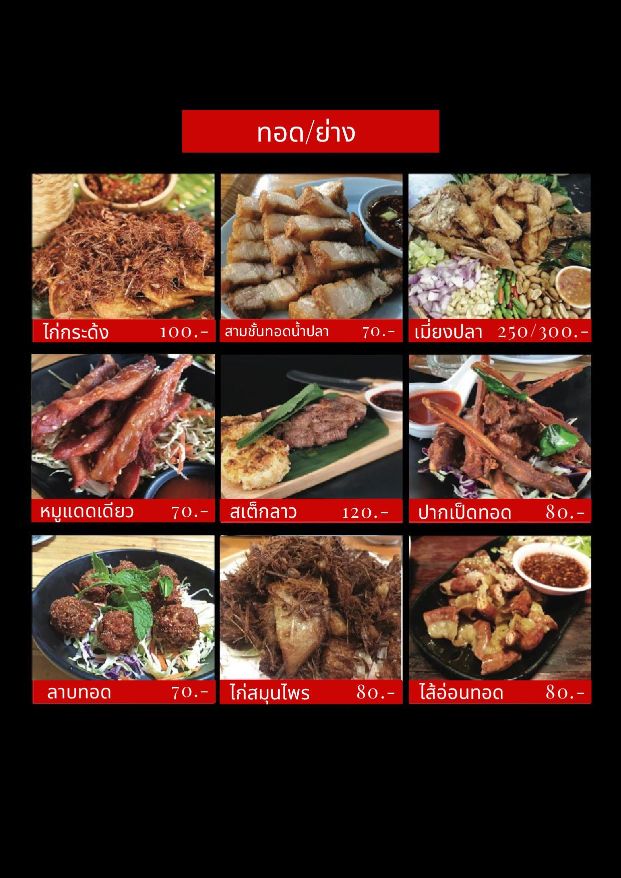 ทอด/ย่าง
ไก่กระด้ง 100.-
สามชั้นทอดน้ำปลา 70.-
เมี่ยงปลา 250/300.-
หมูแดดเดียว 70.-
สเต็กลาว 120.-
ปากเป็ดทอด 80.-
ลาบทอด 70.-
ไก่สมุนไพร 80.-
ไส้อ่อนทอด 80.-